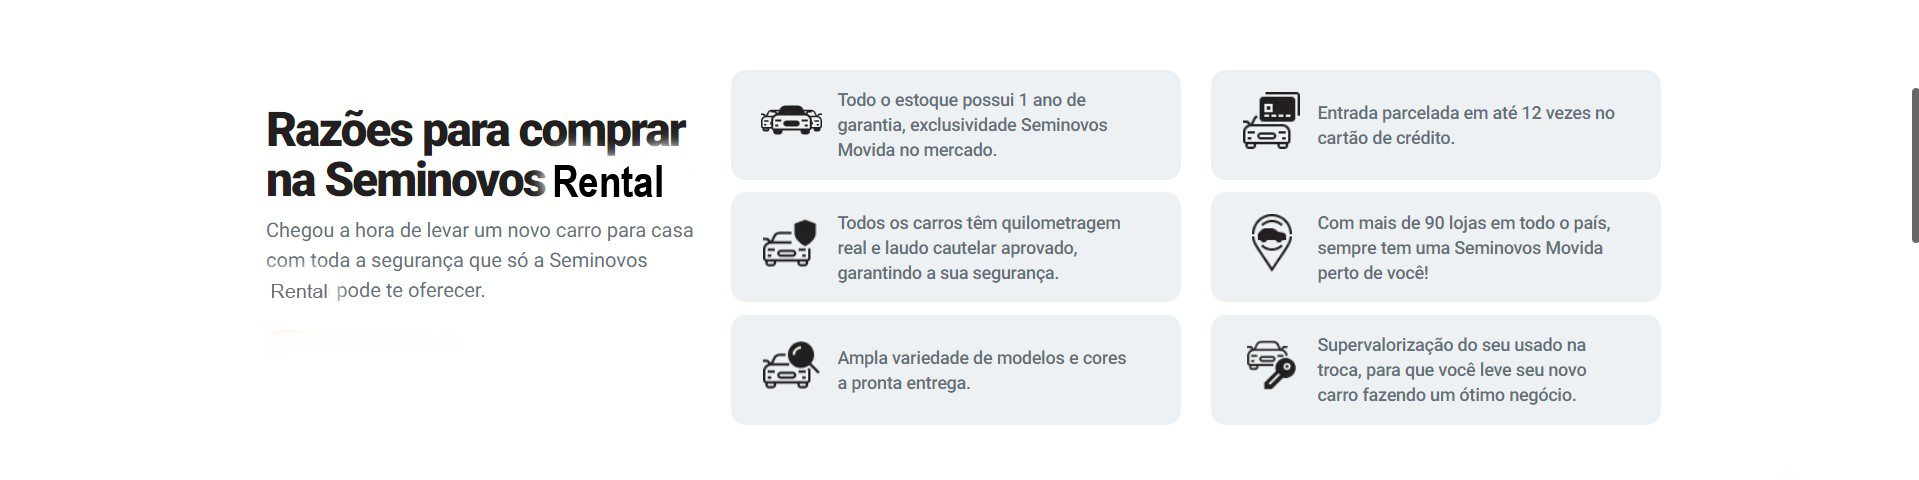 Razões para comprar
na Seminovos Rental
Chegou a hora de levar um novo carro para casa
com toda a segurança que só a Seminovos
Rental pode te oferecer.
Todo o estoque possui 1 ano de
garantia, exclusividade Seminovos
Movida no mercado.
Entrada parcelada em até 12 vezes no
cartão de crédito.
Todos os carros têm quilometragem
real e laudo cautelar aprovado,
garantindo a sua segurança.
Com mais de 90 lojas em todo o país,
sempre tem uma Seminovos Movida
perto de você!
Ampla variedade de modelos e cores
a pronta entrega.
Supervalorização do seu usado na
troca, para que você leve seu novo
carro fazendo um ótimo negócio.